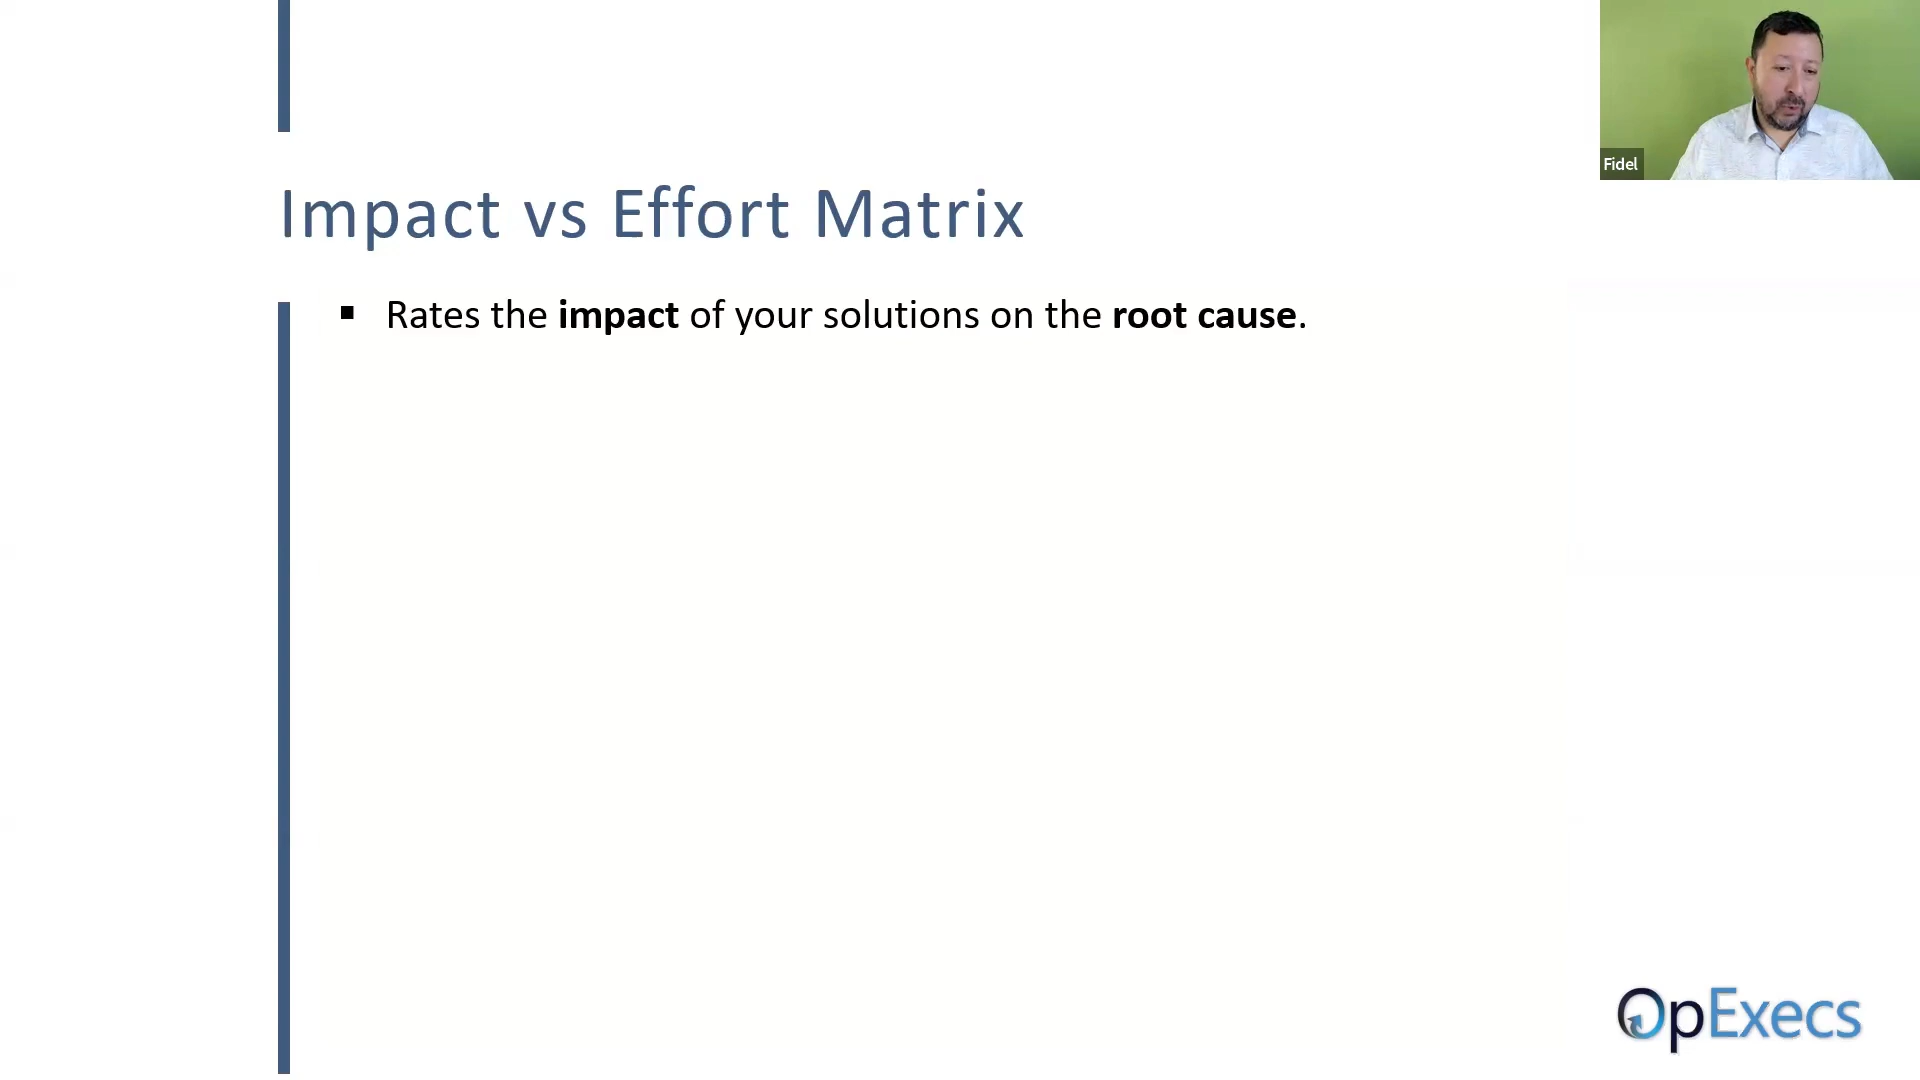 Fidel
Impact vs Effort Matrix
▪ Rates the impact of your solutions on the root cause.
OpExecs